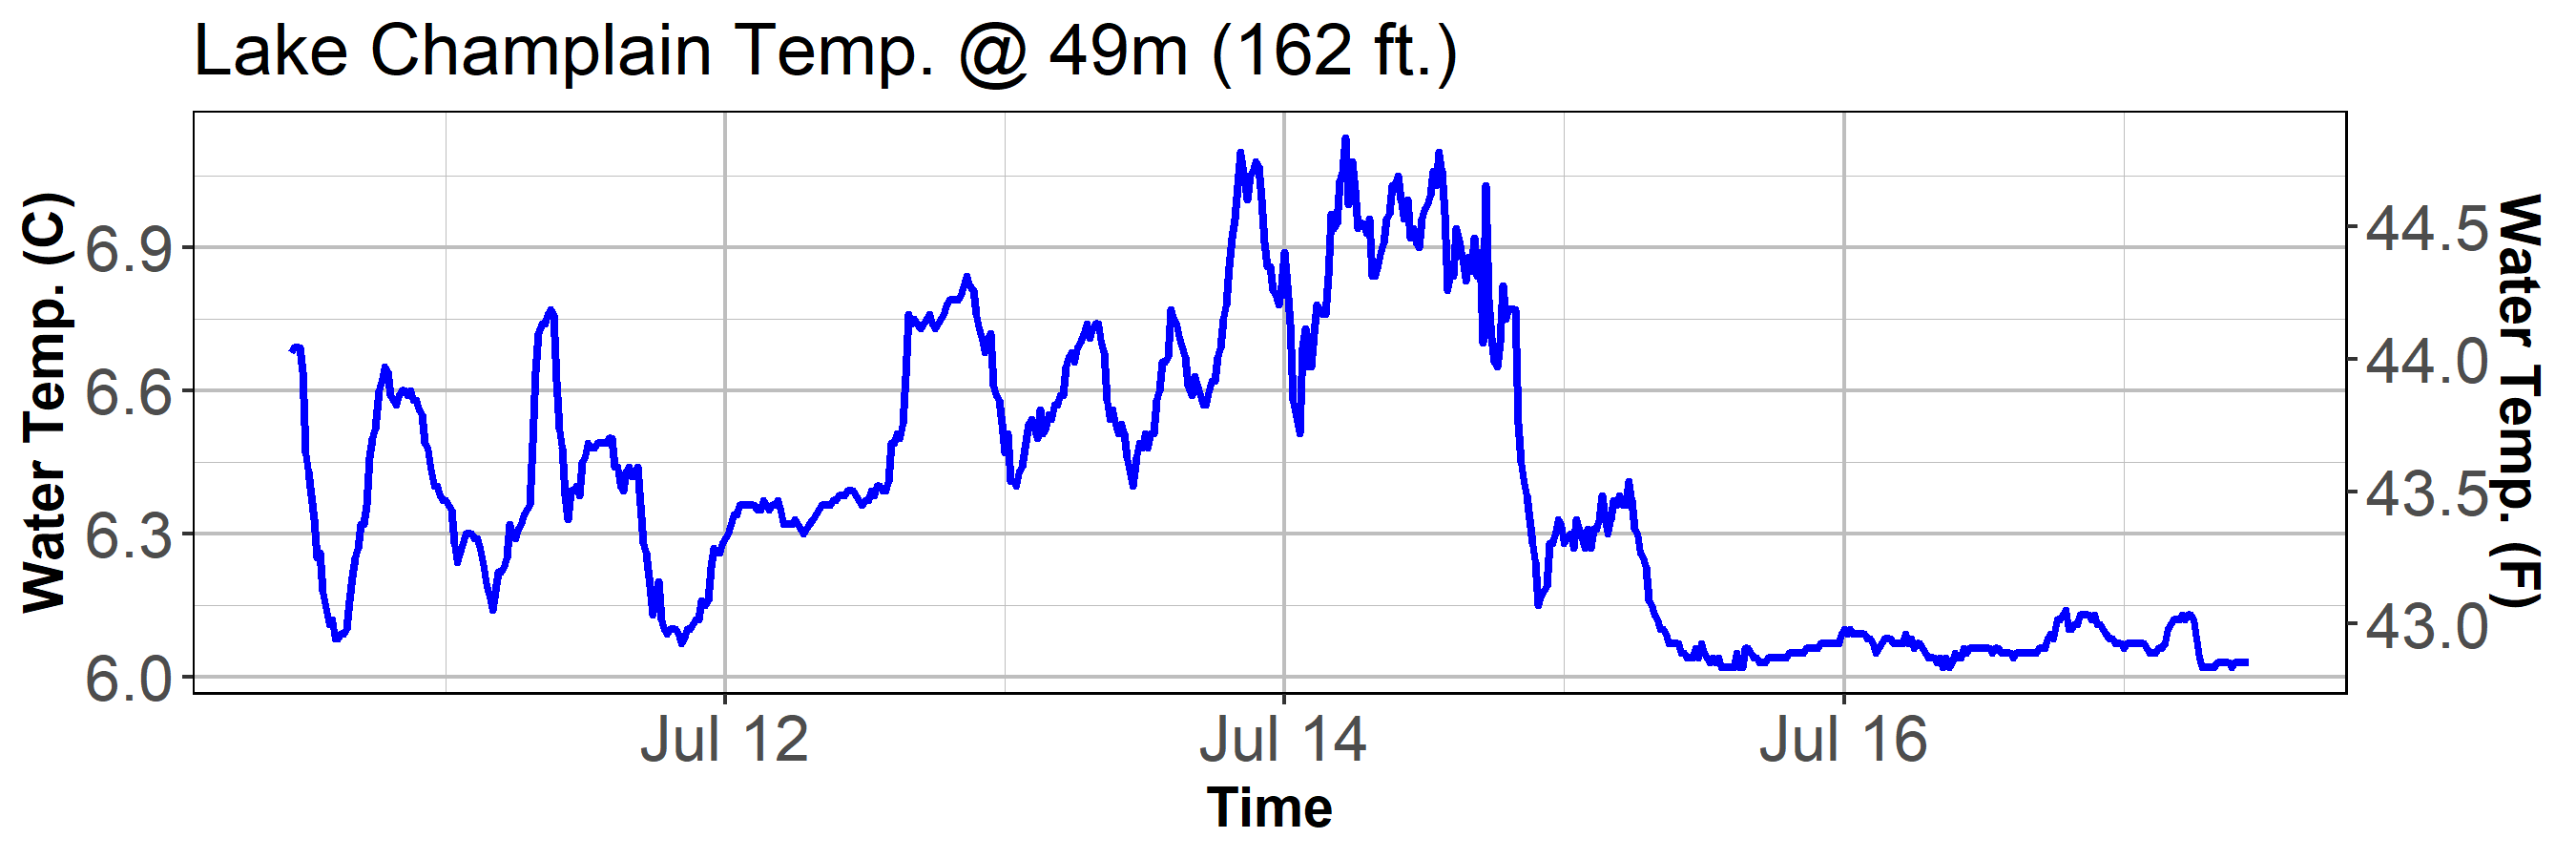 Lake Champlain Temp. @ 49m (162 ft.)
Water Temp. (C)
6.9
6.6
6.3
6.0
44.5
44.0
43.5
43.0
Water Temp. (F)
Jul 12 Jul 14 Jul 16
Time